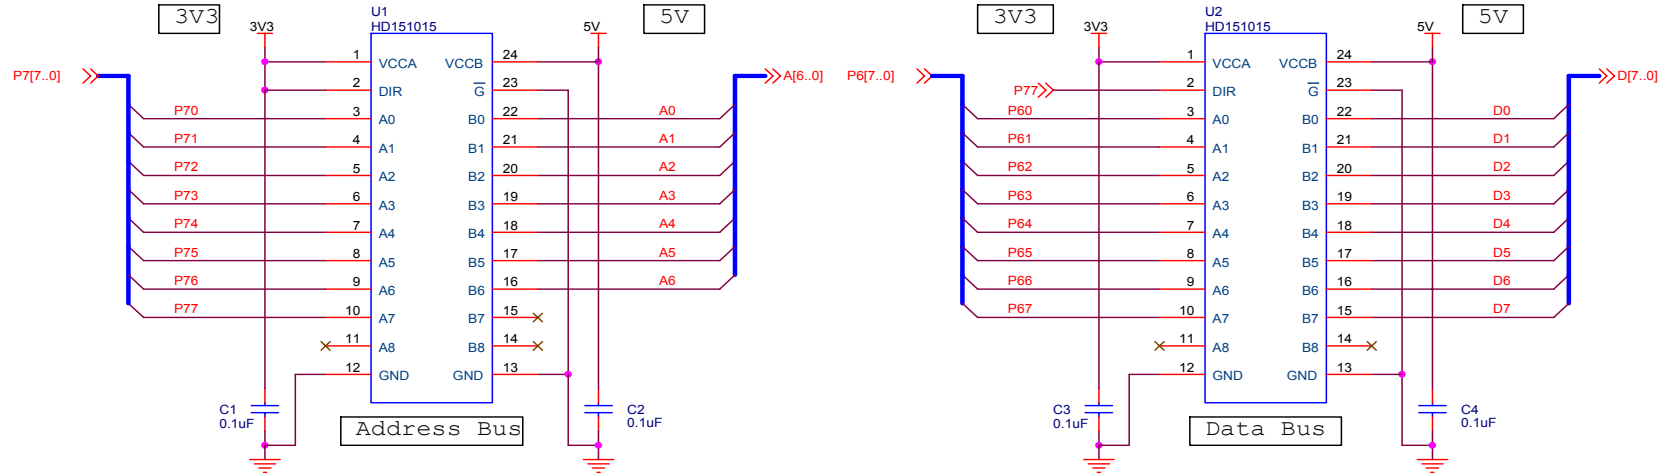 3V3
U1
HD151015
5V
3V3
5V
P7[7..0]
A[6..0]
1 VCCA VCCB 24
2 DIR G 23
P70 3 A0 B0 22 A0
P71 4 A1 B1 21 A1
P72 5 A2 B2 20 A2
P73 6 A3 B3 19 A3
P74 7 A4 B4 18 A4
P75 8 A5 B5 17 A5
P76 9 A6 B6 16 A6
P77 10 A7 B7 15
11 A8 B8 14
12 GND GND 13
C1
0.1uF
C2
0.1uF
Address Bus
3V3
U2
HD151015
5V
3V3
5V
P6[7..0]
D[7..0]
1 VCCA VCCB 24
P77 2 DIR G 23
P60 3 A0 B0 22 D0
P61 4 A1 B1 21 D1
P62 5 A2 B2 20 D2
P63 6 A3 B3 19 D3
P64 7 A4 B4 18 D4
P65 8 A5 B5 17 D5
P66 9 A6 B6 16 D6
P67 10 A7 B7 15 D7
11 A8 B8 14
12 GND GND 13
C3
0.1uF
C4
0.1uF
Data Bus